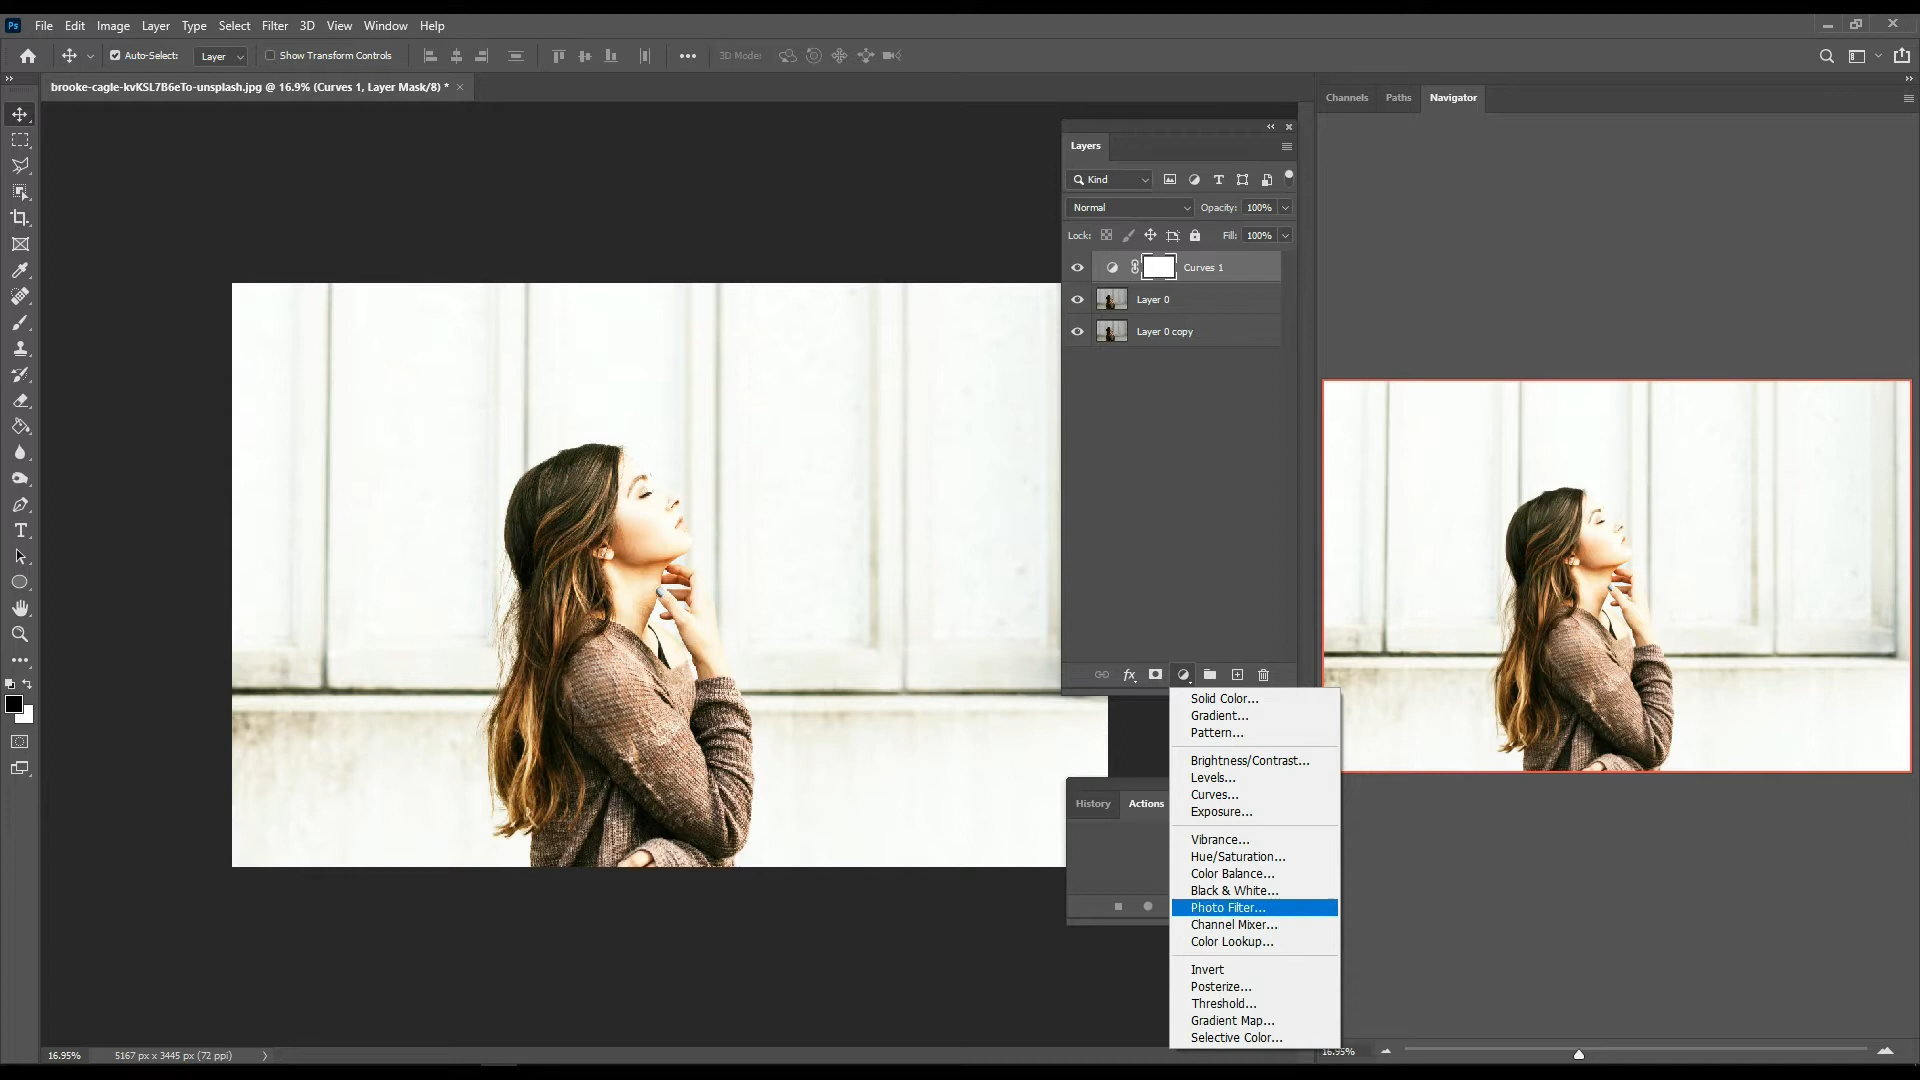 Ps File Edit Image Layer Type Select Filter 3D View Window Help
Auto-Select: Layer Show Transform Controls 3D Mode:
brooke-cagle-kvKSL7B6eTo-unsplash.jpg @ 16.9% (Curves 1, Layer Mask/8) *
Channels Paths Navigator
Layers
Kind
Normal Opacity: 100%
Lock: Fill: 100%
Curves 1
Layer 0
Layer 0 copy
fx
Solid Color...
Gradient...
Pattern...
Brightness/Contrast...
Levels...
Curves...
Exposure...
Vibrance...
Hue/Saturation...
Color Balance...
Black & White...
Photo Filter...
Channel Mixer...
Color Lookup...
Invert
Posterize...
Threshold...
Gradient Map...
Selective Color...
History Actions
16.95% 5167 px x 3445 px (72 ppi)
16.95%